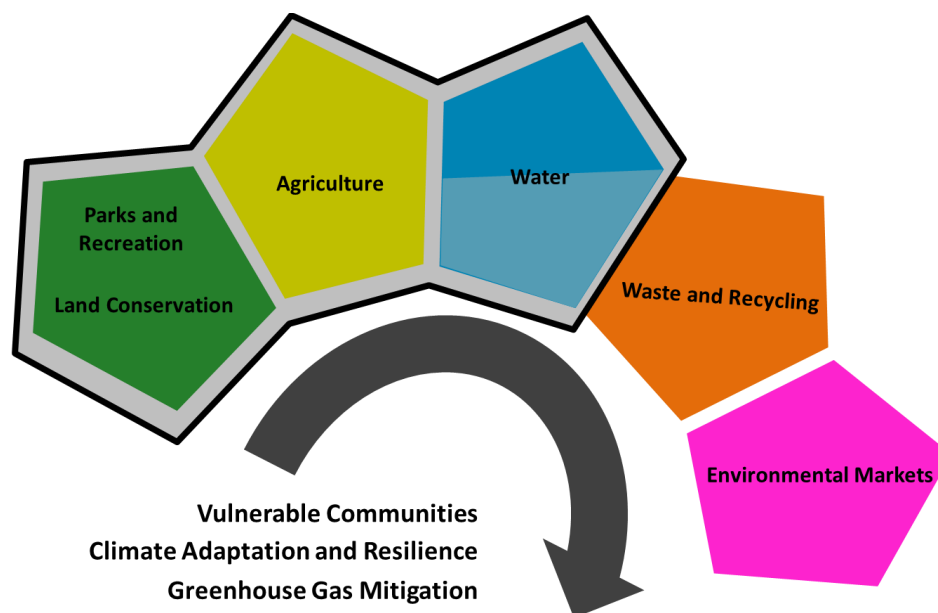 Parks and
Recreation
Land Conservation
Agriculture
Water
Waste and Recycling
Environmental Markets
Vulnerable Communities
Climate Adaptation and Resilience
Greenhouse Gas Mitigation